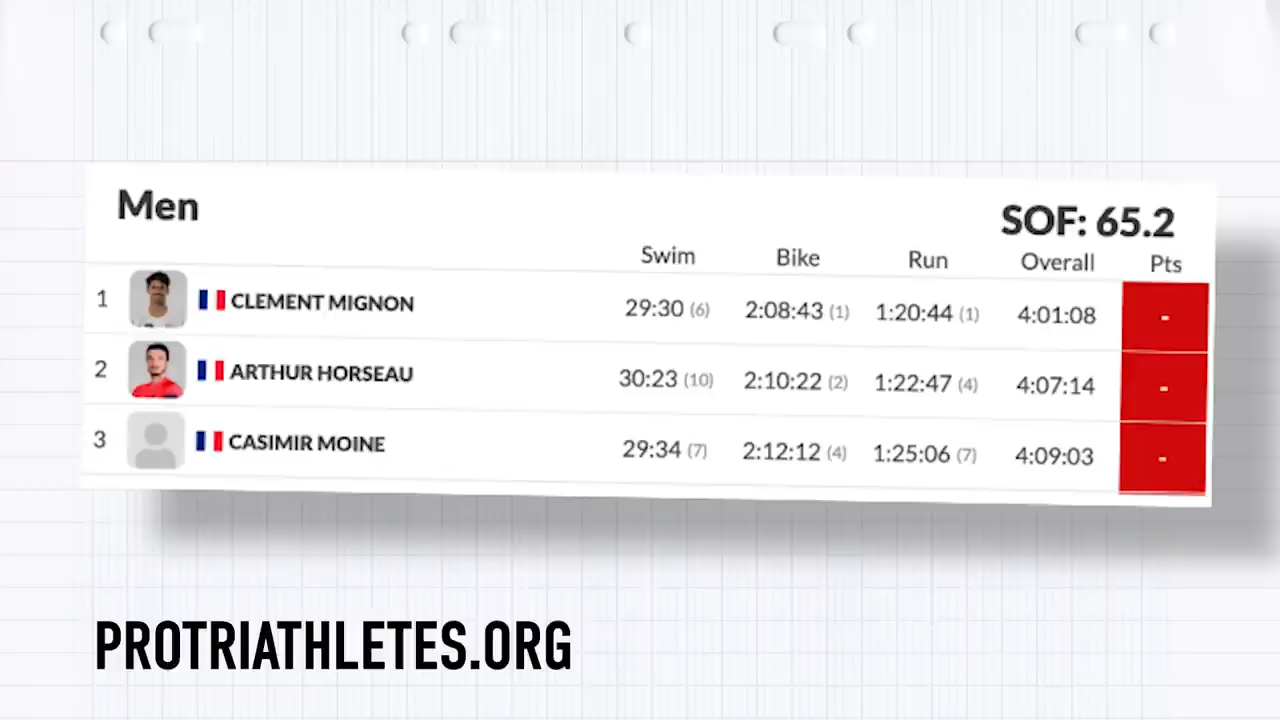 Men
SOF: 65.2
Swim Bike Run Overall Pts
1 CLEMENT MIGNON 29:30 (6) 2:08:43 (1) 1:20:44 (1) 4:01:08 -
2 ARTHUR HORSEAU 30:23 (10) 2:10:22 (2) 1:22:47 (4) 4:07:14 -
3 CASIMIR MOINE 29:34 (7) 2:12:12 (4) 1:25:06 (7) 4:09:03 -
PROTRIATHLETES.ORG